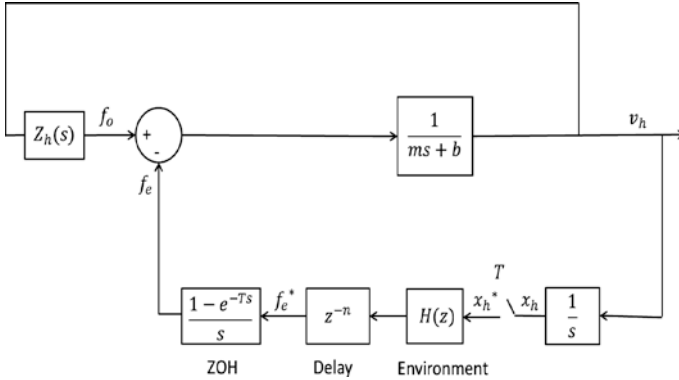 Z_h(s)
f_o
+
-
f_e
1
ms + b
v_h
1 − e^{−Ts}
s
ZOH
f_e^*
z^{−n}
Delay
H(z)
Environment
x_h^*
T
x_h
1
s